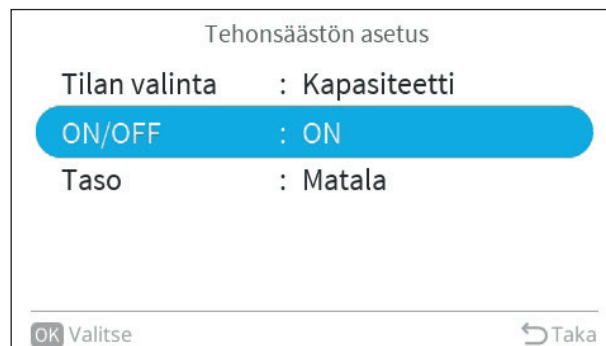 Tehonsäästön asetus
Tilan valinta : Kapasiteetti
ON/OFF : ON
Taso : Matala
OK Valitse Taka